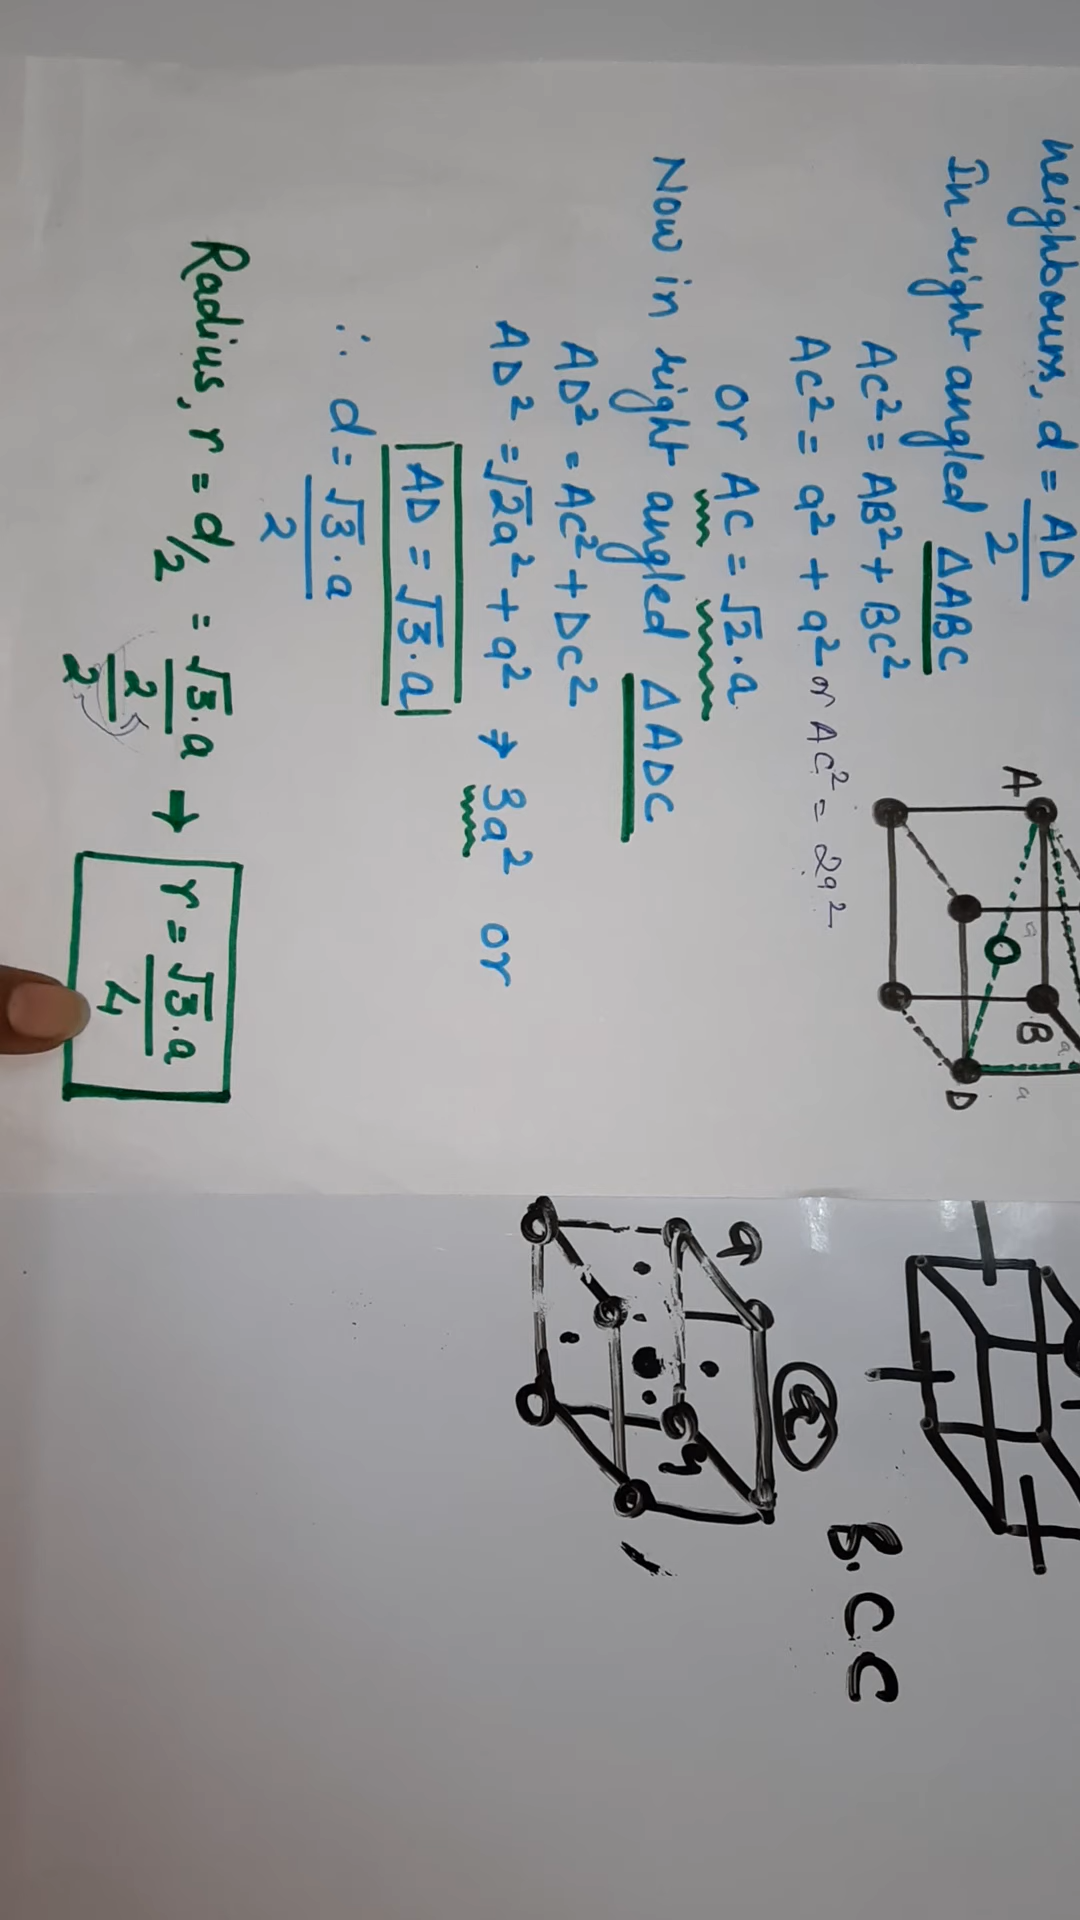 neighbours, d = AD/2
In right angled ΔABC
AC² = AB² + BC²
AC² = a² + a² or AC² = 2a²
or AC = √2·a
Now in right angled ΔADC
AD² = AC² + DC²
AD² = √2a² + a² → 3a² or
AD = √3·a
∴ d = √3·a/2
Radius, r = d/2 = √3·a/2/2 → r = √3·a/4
A
B
D
a
a
a
B.C.C